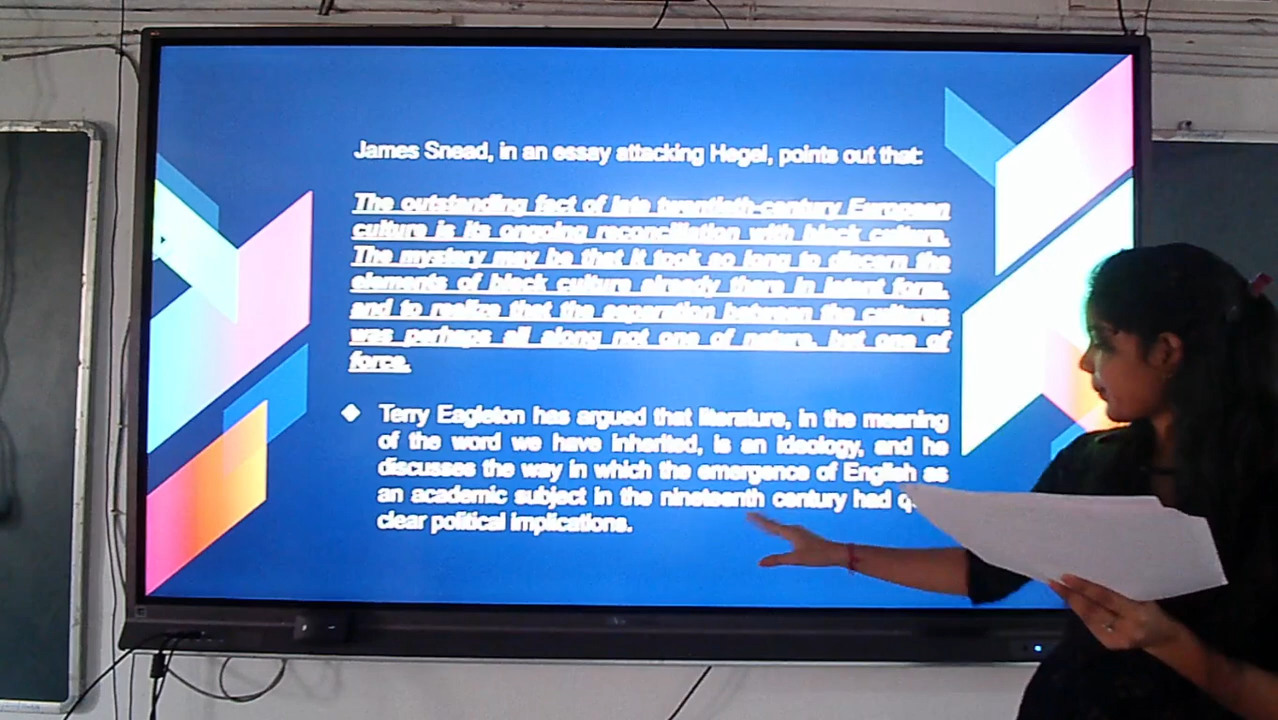 James Snead, in an essay attacking Hegel, points out that:
The outstanding fact of late twentieth-century European
culture is its ongoing reconciliation with black culture.
The mystery may be that it took so long to discern the
elements of black culture already there in latent form,
and to realize that the separation between the cultures
was perhaps all along not one of nature, but one of
force.
Terry Eagleton has argued that literature, in the meaning
of the word we have inherited, is an ideology, and he
discusses the way in which the emergence of English as
an academic subject in the nineteenth century had
clear political implications.